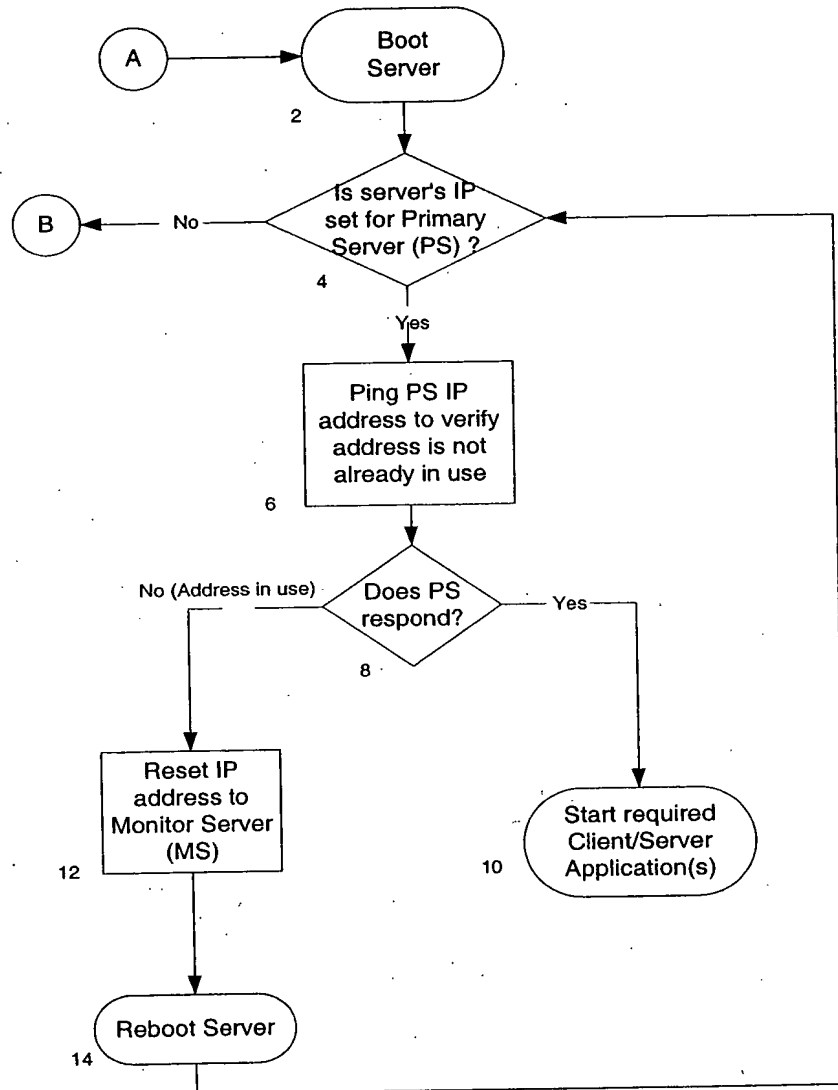 A
Boot
Server
2
Is server's IP
set for Primary
Server (PS) ?
4
B
No
Yes
Ping PS IP
address to verify
address is not
already in use
6
No (Address in use)
Does PS
respond?
8
Yes
Reset IP
address to
Monitor Server
(MS)
12
Start required
Client/Server
Application(s)
10
Reboot Server
14